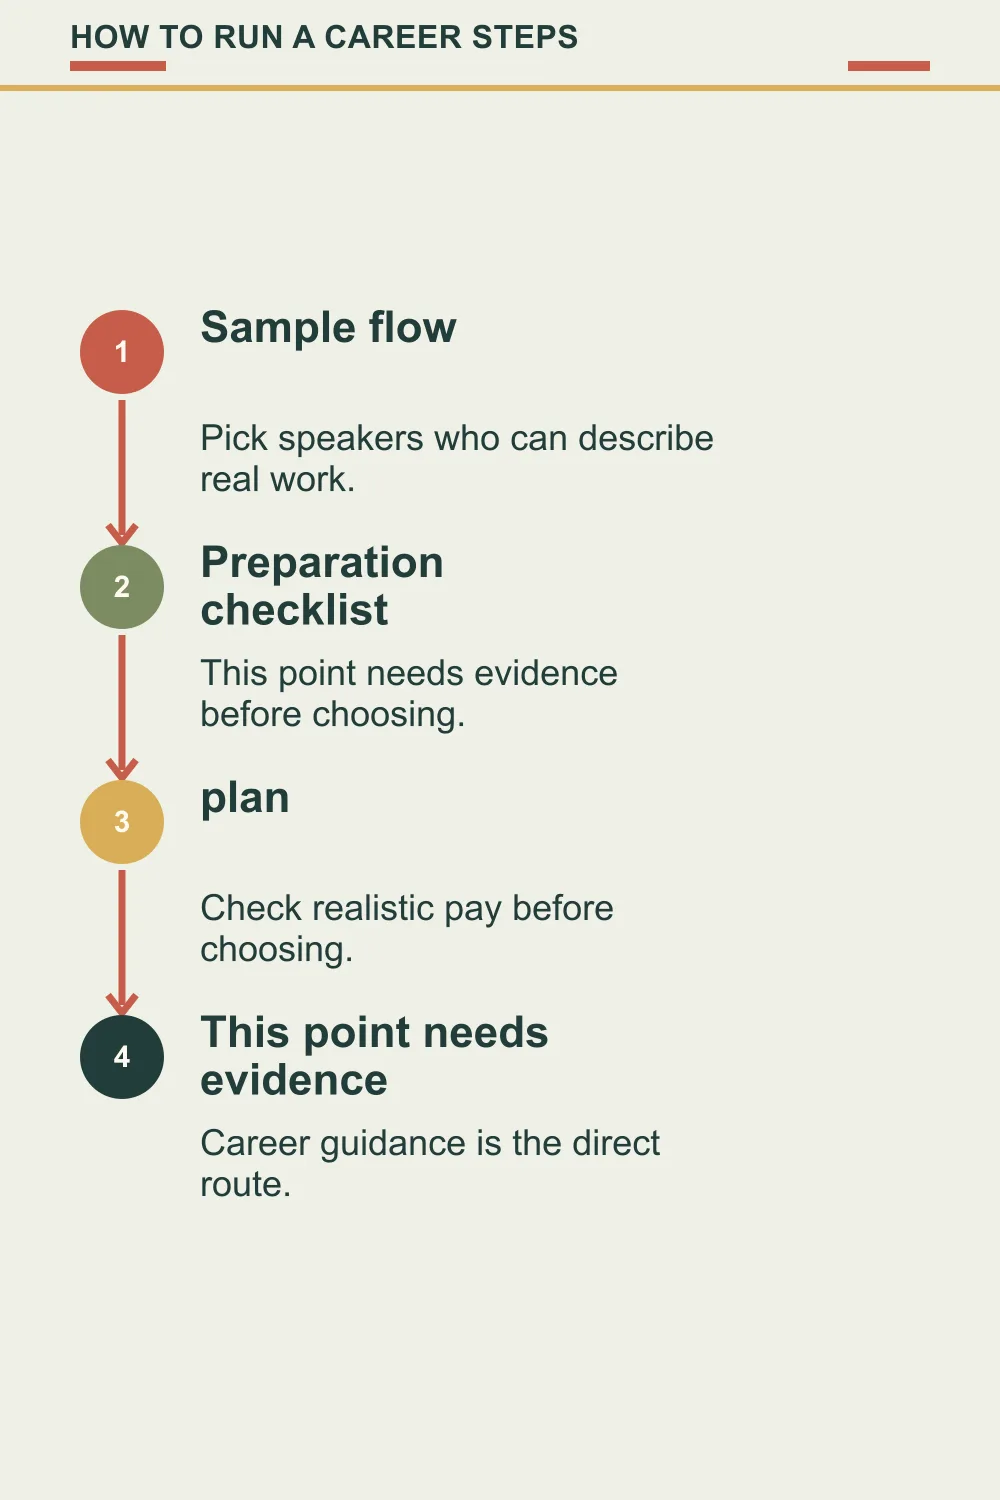 HOW TO RUN A CAREER STEPS
1
Sample flow
Pick speakers who can describe
real work.
2
Preparation
checklist
This point needs evidence
before choosing.
3
plan
Check realistic pay before
choosing.
4
This point needs
evidence
Career guidance is the direct
route.